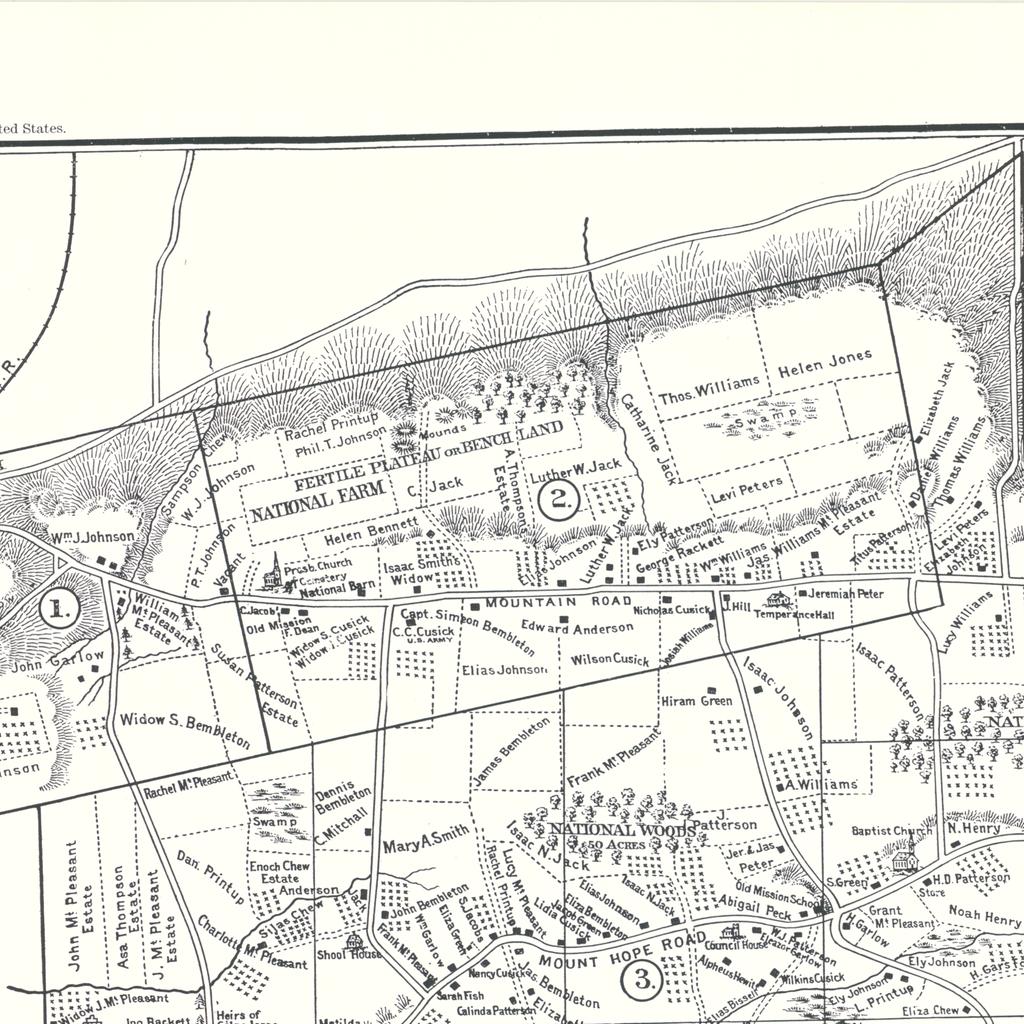 ted States.
R.
Rachel Printup
Phil. T. Johnson
Mounds
Thos. Williams
Helen Jones
Swamp
Catharine Jack
Elizabeth Jack
Thomas Williams
Sampson
Chew
W. J. Johnson
FERTILE PLATEAU OR BENCH LAND
NATIONAL FARM
C. Jack
A. Thompson's
Estate
Luther W. Jack
2.
Levi Peters
Helen Bennett
Wm. J. Johnson
P. T. Johnson
Vacant
Presb. Church
Cemetery
National Barn
Isaac Smith's
Widow
Luther W. Jack
Ely Patterson
George Rackett
Wm Williams
Jas. Williams
Mt. Pleasant
Estate
Titus Patterson
Levi Peters
1.
William
Mt. Pleasant
Estate
C. Jacob
Old Mission
F. Dean
Widow S. Cusick
Widow J. Cusick
Capt. Simeon Bembleton
C. C. Cusick
U.S. ARMY
MOUNTAIN ROAD
Edward Anderson
Nicholas Cusick
J. Hill
Temperance Hall
Jeremiah Peter
Lucy Williams
John Garlow
Susan Patterson
Estate
Elias Johnson
Wilson Cusick
Josiah Williams
Isaac Johnson
Isaac Patterson
Hiram Green
Widow S. Bembleton
nson
NAT
James Bembleton
Frank Mt. Pleasant
Rachel Mt. Pleasant
Dennis
Bembleton
C. Mitchall
Swamp
A. Williams
Mary A. Smith
NATIONAL WOODS
50 ACRES
J.
Patterson
Jer. & Jas.
Peter
Baptist Church
N. Henry
Isaac N. Jack
John Mt. Pleasant
Estate
Asa Thompson
Estate
J. Mt. Pleasant
Estate
Dan. Printup
Enoch Chew
Estate
Anderson Jack
Silas Chew
Charlott Mt. Pleasant
John Bembleton
Frank Mt. Pleasant
Wm Garlow
Eliza Green
S. Jacobs
Rachel Printup
Lucy Mt. Pleasant
Lidia Cusick
Jacob Green
Eliza Bembleton
Elias Johnson
Isaac N. Jack
Old Mission School
Abigail Peck
S. Green
H. D. Patterson
Store
Grant
Mt. Pleasant
H. Garlow
Noah Henry
Shool House
MOUNT HOPE ROAD
3.
Council House
W. J. Patterson
Alpheus Hewitt
Wilkins Cusick
Ely Johnson
Ely Johnson
L. Printup
Eliza Chew
Elias Bissell
Nancy Cusick
Jas. Bembleton
Sarah Fish
Galinda Patterson
Widow J. Mt. Pleasant
Jno Rackett
Heirs of